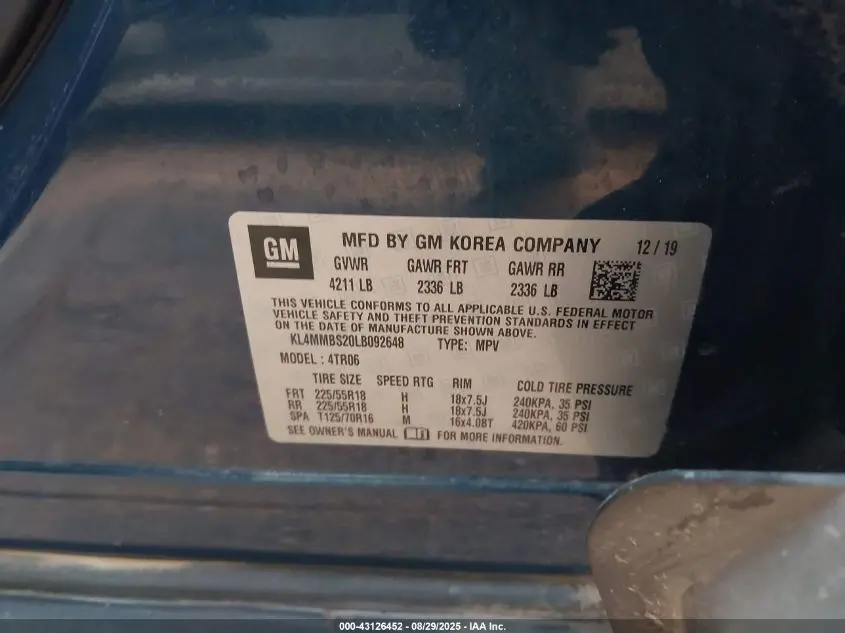 GM
MFD BY GM KOREA COMPANY 12 / 19
GVWR GAWR FRT GAWR RR
4211 LB 2336 LB 2336 LB
THIS VEHICLE CONFORMS TO ALL APPLICABLE U.S. FEDERAL MOTOR
VEHICLE SAFETY AND THEFT PREVENTION STANDARDS IN EFFECT
ON THE DATE OF MANUFACTURE SHOWN ABOVE.
KL4MMBS20LB092648 TYPE: MPV
MODEL : 4TR06
TIRE SIZE SPEED RTG RIM COLD TIRE PRESSURE
FRT 225/55R18 H 18x7.5J 240KPA, 35 PSI
RR 225/55R18 H 18x7.5J 240KPA, 35 PSI
SPA T125/70R16 M 16x4.0BT 420KPA, 60 PSI
SEE OWNER'S MANUAL FOR MORE INFORMATION.
000-43126452 - 08/29/2025 - IAA Inc.